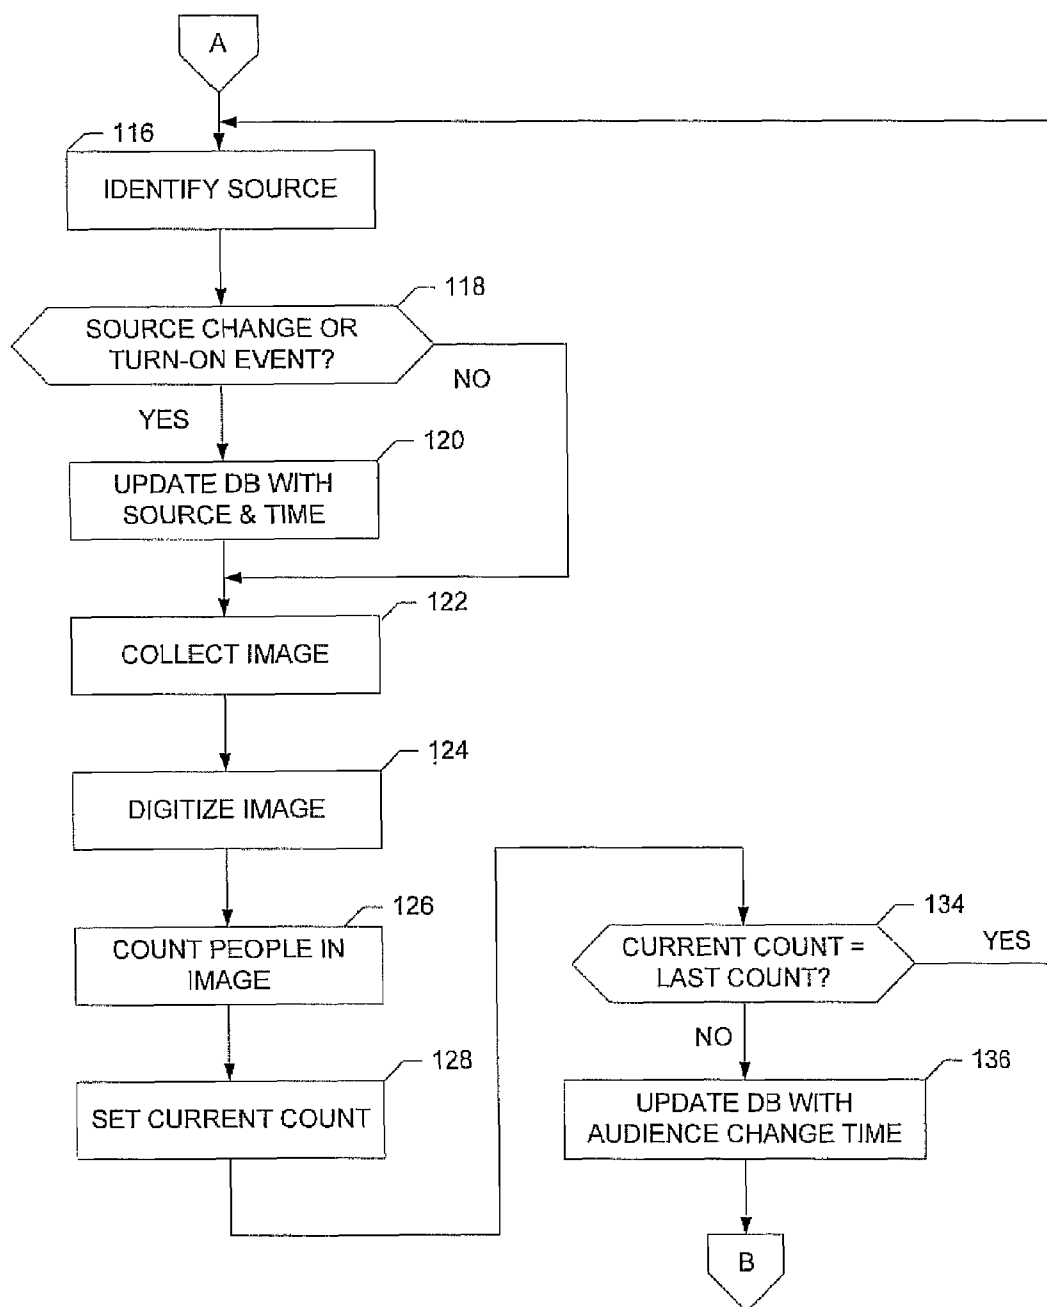 A
116
IDENTIFY SOURCE
118
SOURCE CHANGE OR
TURN-ON EVENT?
NO
YES
120
UPDATE DB WITH
SOURCE & TIME
122
COLLECT IMAGE
124
DIGITIZE IMAGE
126
COUNT PEOPLE IN
IMAGE
128
SET CURRENT COUNT
134
CURRENT COUNT =
LAST COUNT?
YES
NO
136
UPDATE DB WITH
AUDIENCE CHANGE TIME
B